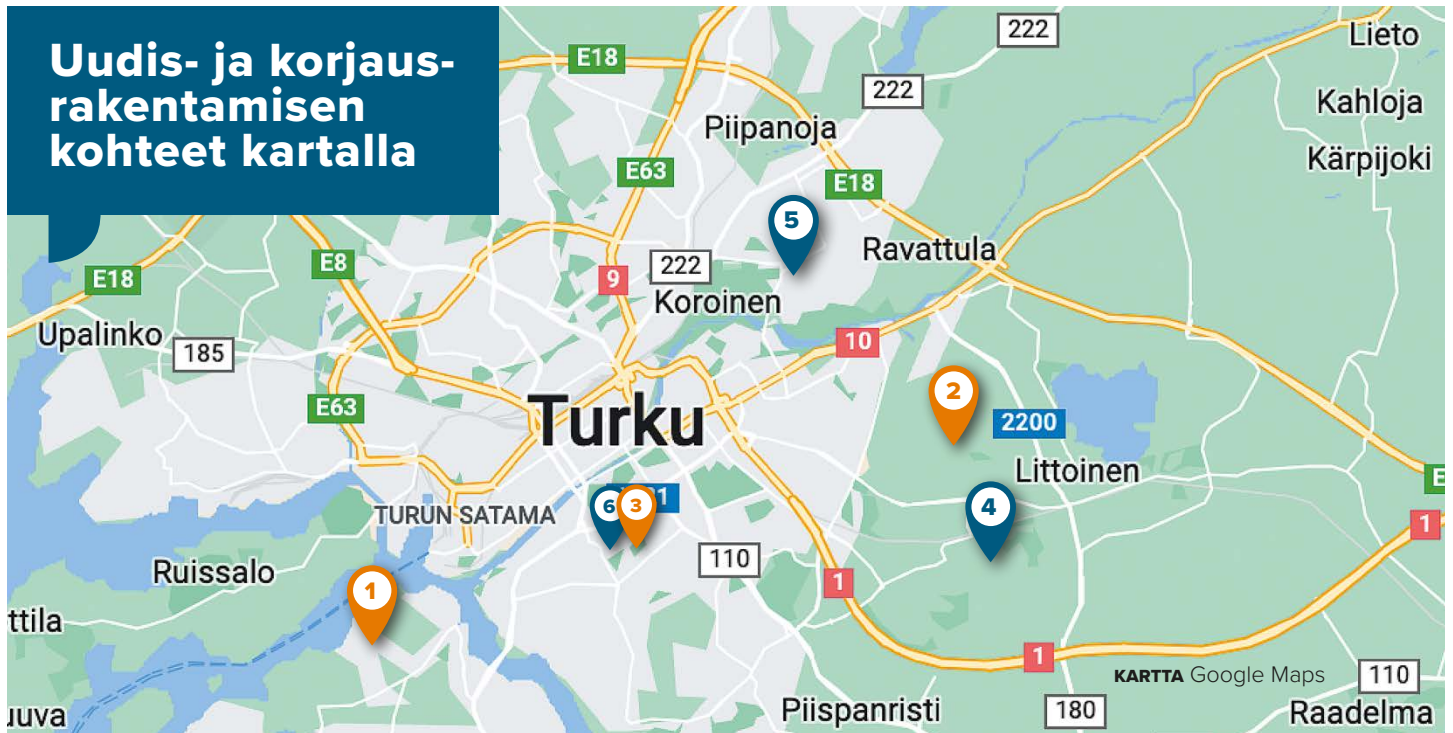 Uudis- ja korjaus-
rakentamisen
kohteet kartalla
222
Lieto
E18
222
Kahloja
Piipanoja
Kärpijoki
E63
E18
5
Ravattula
E18
E8
9
222
Koroinen
Upalinko
185
10
E63
2
Turku
2200
Littoinen
6
3
1
4
TURUN SATAMA
1
110
Ruissalo
1
1
ttila
1
KARTTA Google Maps
110
uuva
Piispanristi
180
Raadelma